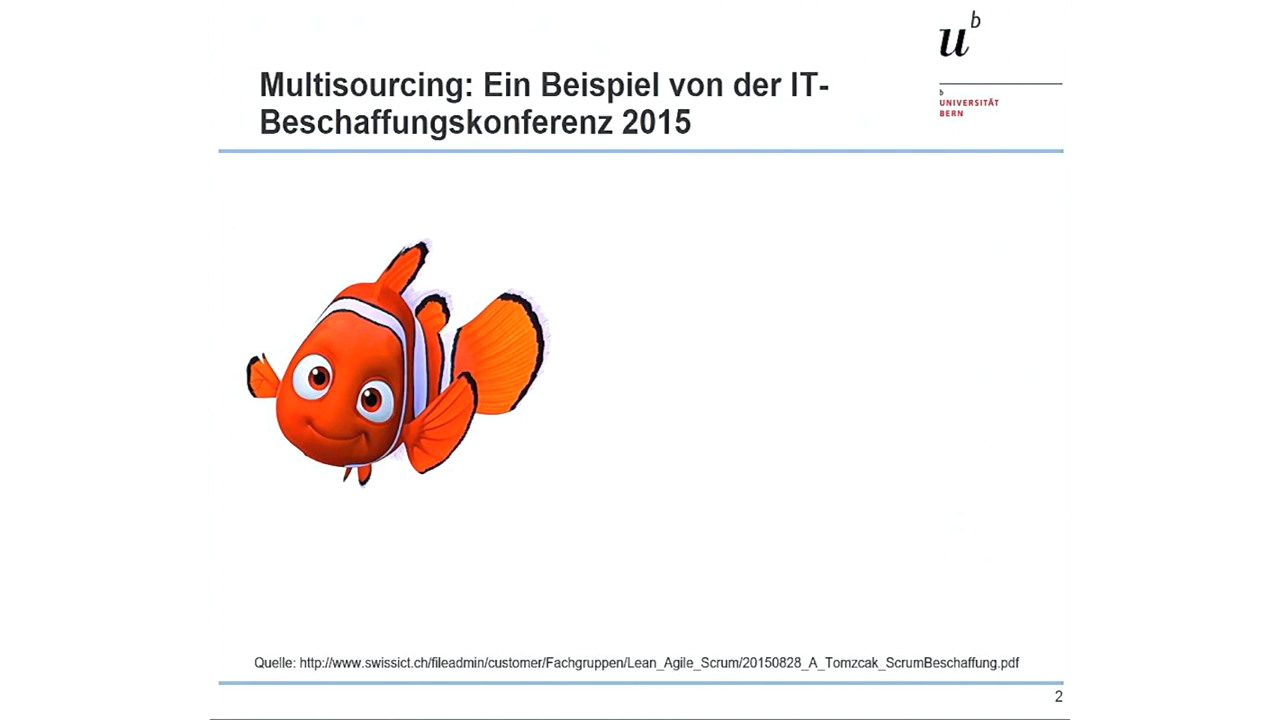 u b
Multisourcing: Ein Beispiel von der IT-
Beschaffungskonferenz 2015
b
UNIVERSITÄT
BERN
Quelle: http://www.swissict.ch/fileadmin/customer/Fachgruppen/Lean_Agile_Scrum/20150828_A_Tomzcak_ScrumBeschaffung.pdf
2